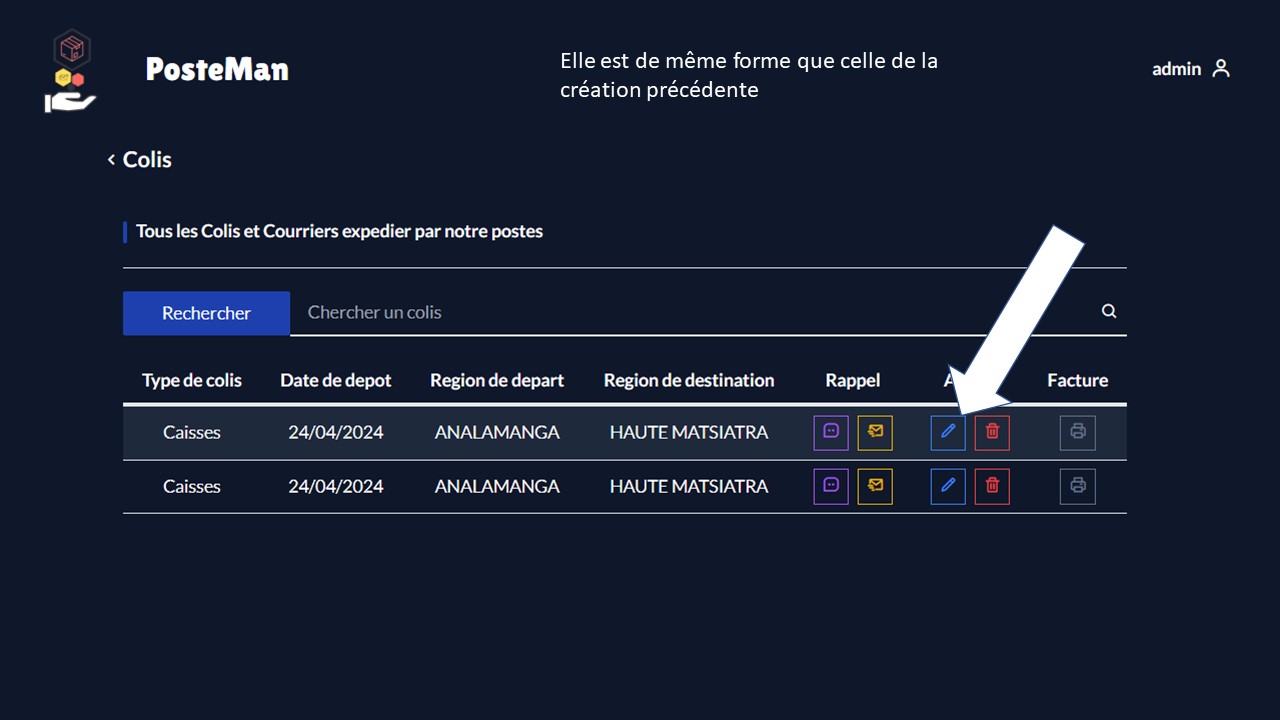 PosteMan
Elle est de même forme que celle de la
création précédente
admin
Colis
Tous les Colis et Courriers expedier par notre postes
Rechercher Chercher un colis
Type de colis Date de depot Region de depart Region de destination Rappel Facture
Caisses 24/04/2024 ANALAMANGA HAUTE MATSIATRA
Caisses 24/04/2024 ANALAMANGA HAUTE MATSIATRA